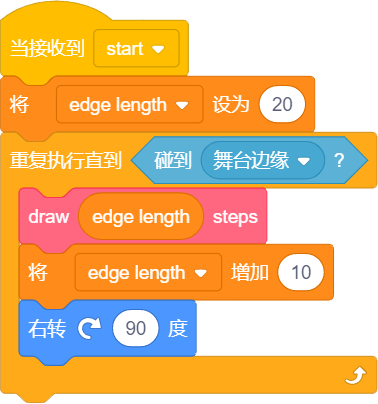 当接收到 start
将 edge length 设为 20
重复执行直到 碰到 舞台边缘 ?
draw edge length steps
将 edge length 增加 10
右转 90 度